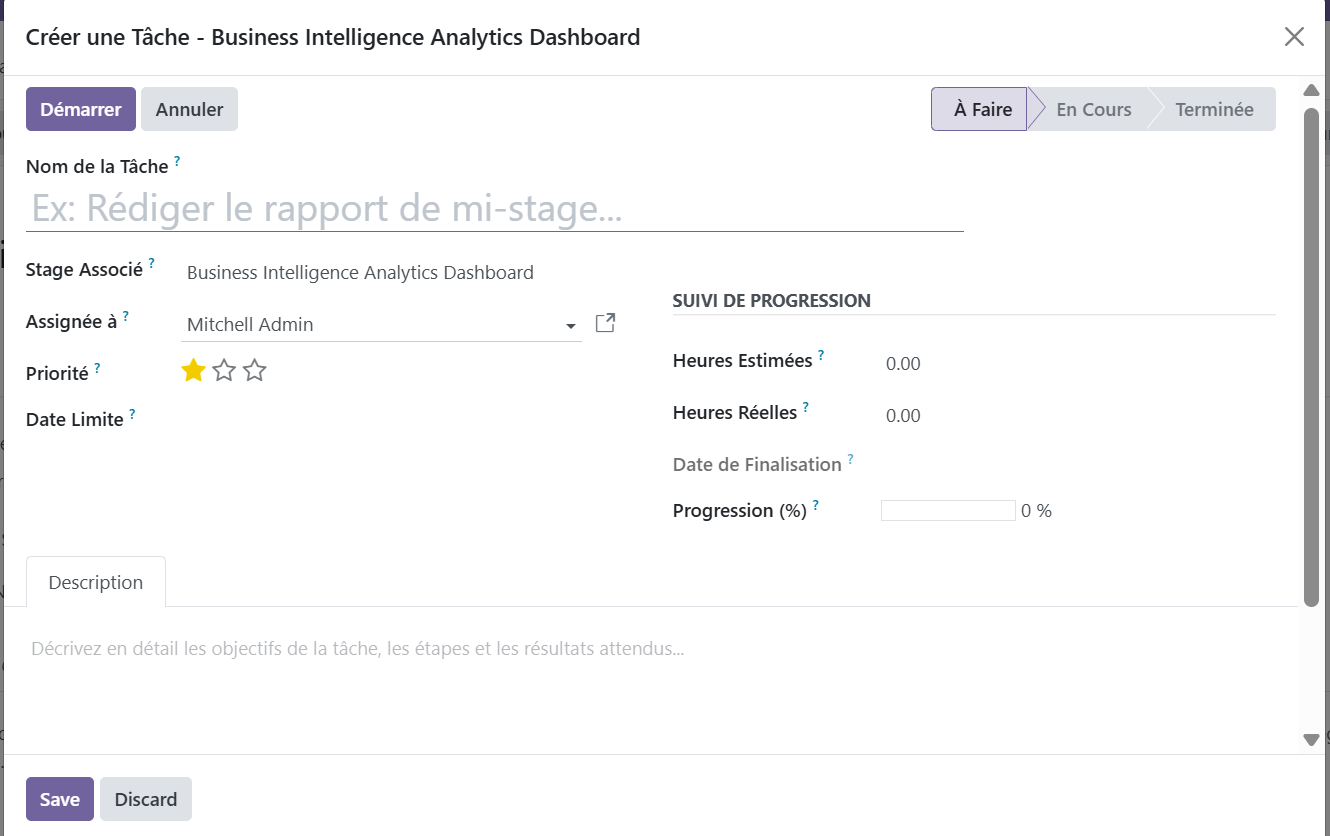 Créer une Tâche - Business Intelligence Analytics Dashboard
Démarrer Annuler À Faire En Cours Terminée
Nom de la Tâche ?
Ex: Rédiger le rapport de mi-stage...
Stage Associé ? Business Intelligence Analytics Dashboard
Assignée à ? Mitchell Admin
Priorité ?
Date Limite ?
SUIVI DE PROGRESSION
Heures Estimées ? 0.00
Heures Réelles ? 0.00
Date de Finalisation ?
Progression (%) ? 0 %
Description
Décrivez en détail les objectifs de la tâche, les étapes et les résultats attendus...
Save Discard